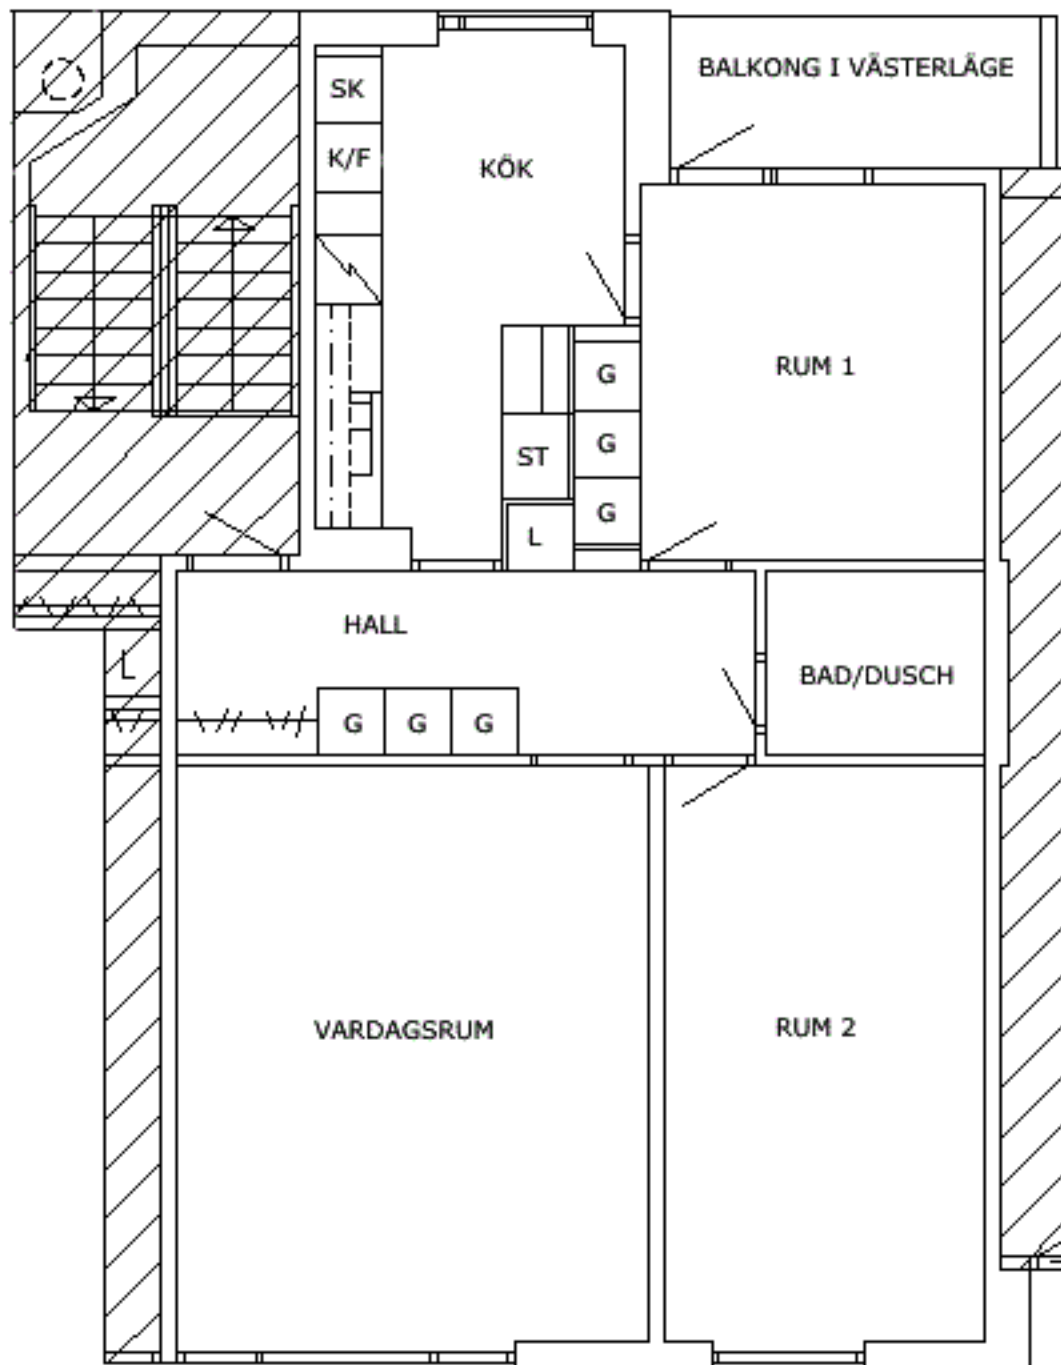 BALKONG I VÄSTERLÄGE
SK
K/F
KÖK
RUM 1
G
G
ST
G
L
HALL
L
BAD/DUSCH
G G G
VARDAGSRUM
RUM 2